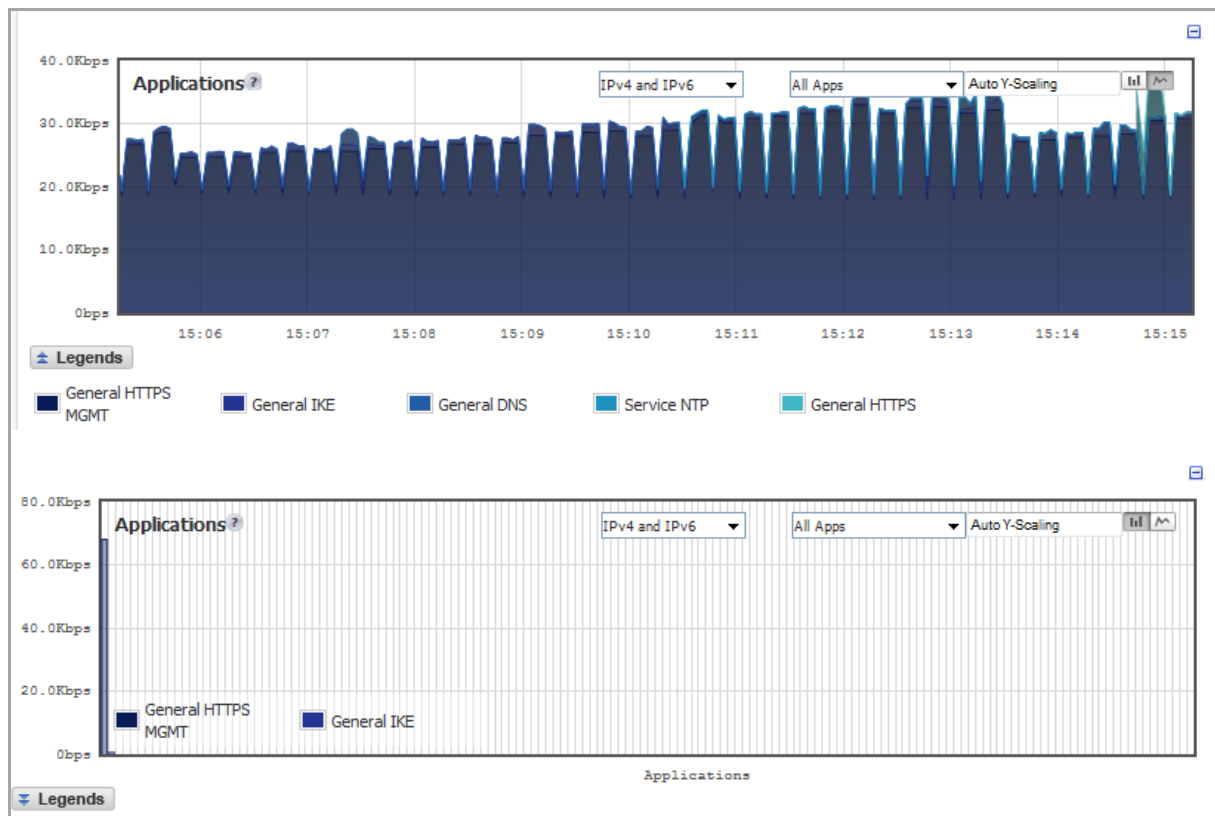 40.0Kbps
Applications ?
IPv4 and IPv6
All Apps
Auto Y-Scaling
30.0Kbps
20.0Kbps
10.0Kbps
0bps
15:06 15:07 15:08 15:09 15:10 15:11 15:12 15:13 15:14 15:15
Legends
General HTTPS
MGMT
General IKE
General DNS
Service NTP
General HTTPS
80.0Kbps
Applications ?
IPv4 and IPv6
All Apps
Auto Y-Scaling
60.0Kbps
40.0Kbps
20.0Kbps
General HTTPS
MGMT
General IKE
0bps
Applications
Legends